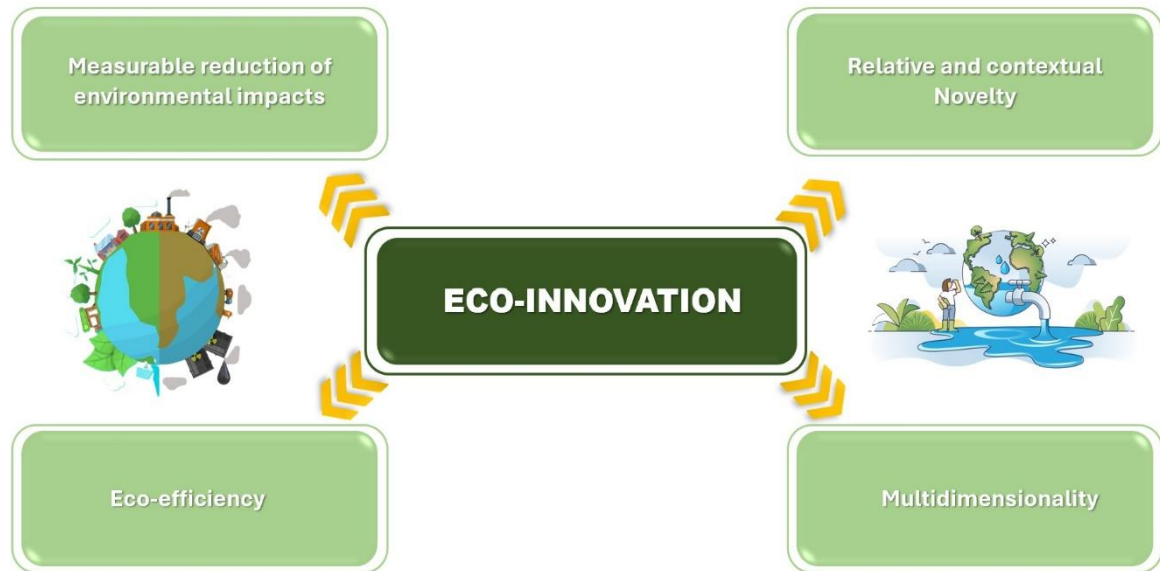 Measurable reduction of
environmental impacts
Relative and contextual
Novelty
ECO-INNOVATION
Eco-efficiency
Multidimensionality